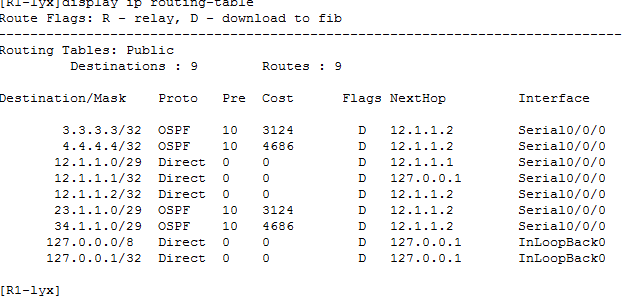 [R1-lyx]display ip routing-table
Route Flags: R - relay, D - download to fib
------------------------------------------------------------------------------
Routing Tables: Public
         Destinations : 9        Routes : 9

Destination/Mask    Proto   Pre  Cost      Flags NextHop         Interface

        3.3.3.3/32  OSPF    10   3124        D   12.1.1.2        Serial0/0/0
        4.4.4.4/32  OSPF    10   4686        D   12.1.1.2        Serial0/0/0
       12.1.1.0/29  Direct  0    0           D   12.1.1.1        Serial0/0/0
       12.1.1.1/32  Direct  0    0           D   127.0.0.1       Serial0/0/0
       12.1.1.2/32  Direct  0    0           D   12.1.1.2        Serial0/0/0
       23.1.1.0/29  OSPF    10   3124        D   12.1.1.2        Serial0/0/0
       34.1.1.0/29  OSPF    10   4686        D   12.1.1.2        Serial0/0/0
      127.0.0.0/8   Direct  0    0           D   127.0.0.1       InLoopBack0
      127.0.0.1/32  Direct  0    0           D   127.0.0.1       InLoopBack0

[R1-lyx]